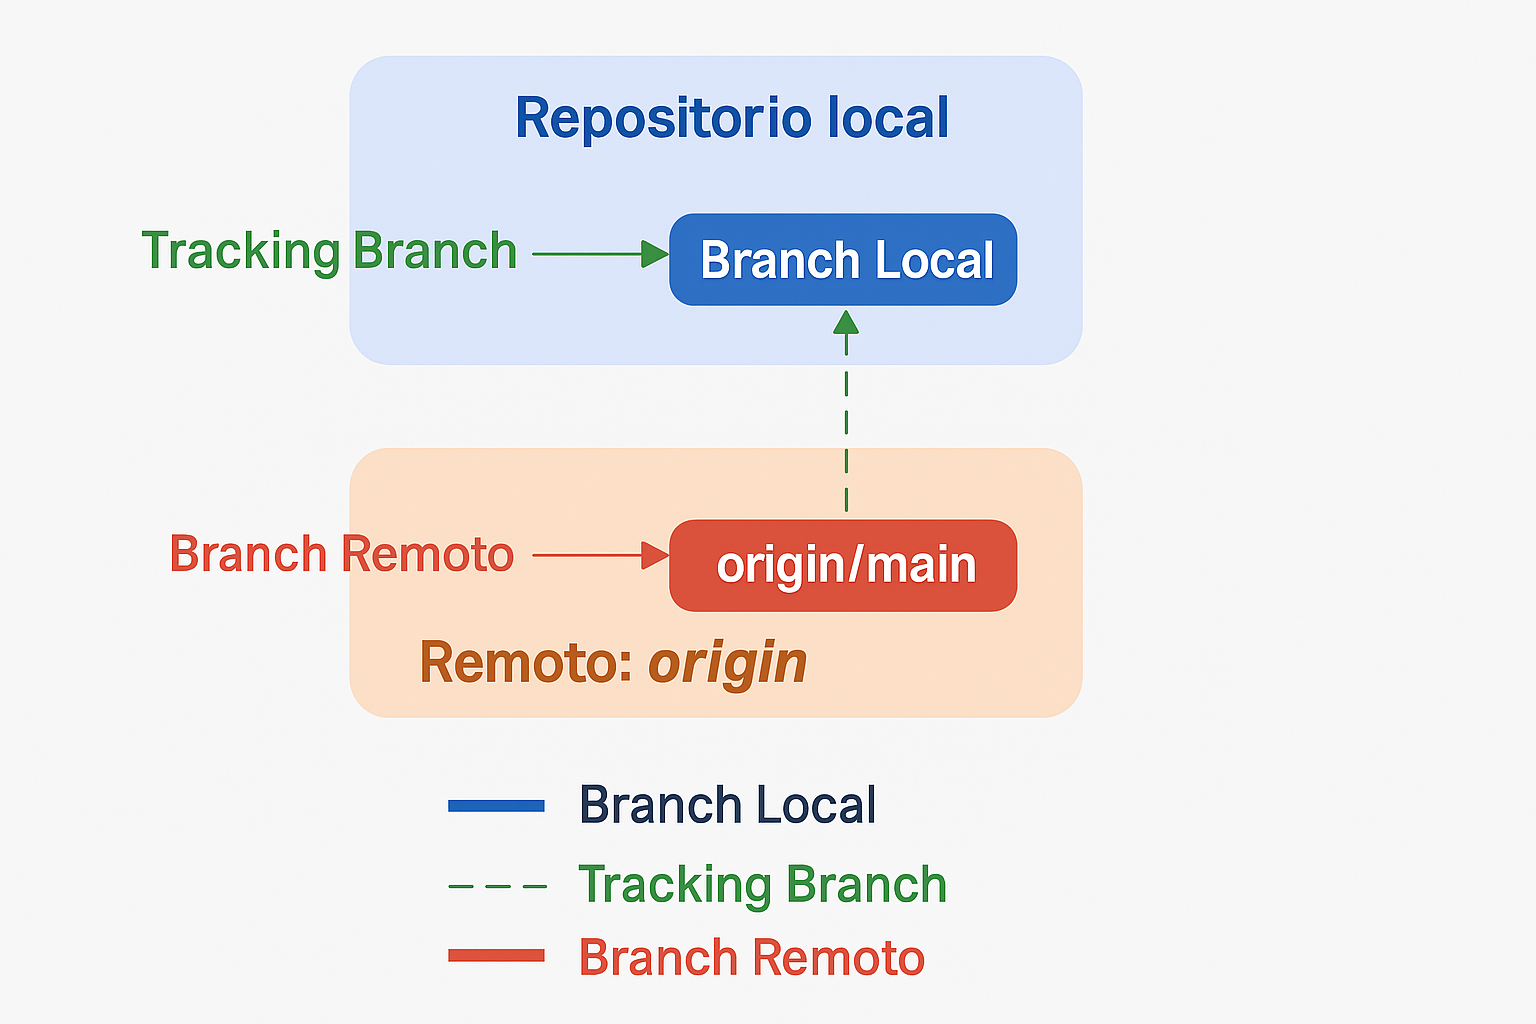 Repositorio local
Tracking Branch
Branch Local
Branch Remoto
origin/main
Remoto: origin
Branch Local
Tracking Branch
Branch Remoto